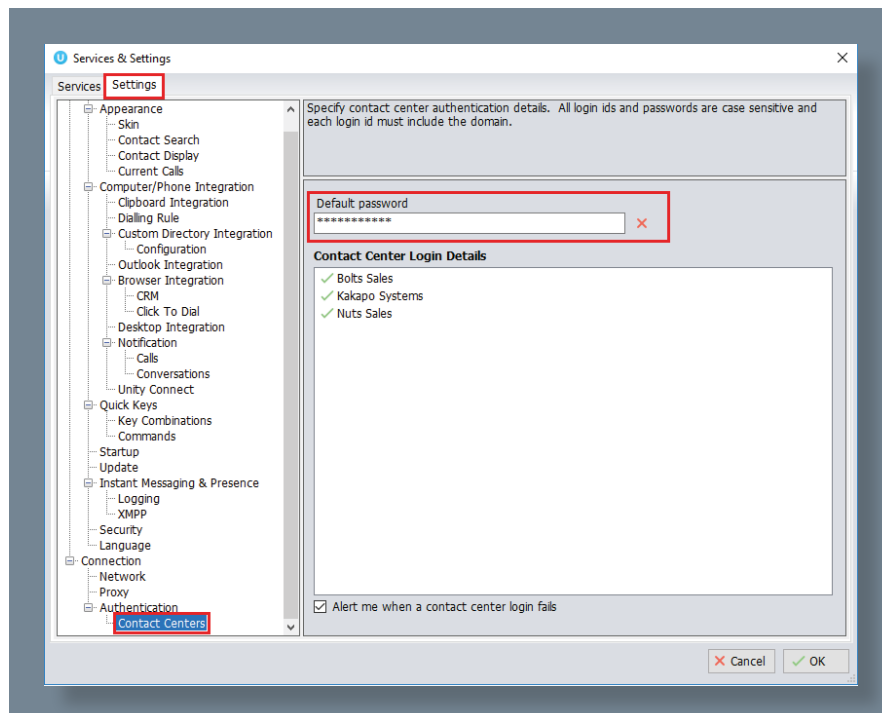 Services & Settings
Services
Settings
Appearance
Skin
Contact Search
Contact Display
Current Calls
Computer/Phone Integration
Clipboard Integration
Dialling Rule
Custom Directory Integration
Configuration
Outlook Integration
Browser Integration
CRM
Click To Dial
Desktop Integration
Notification
Calls
Conversations
Unity Connect
Quick Keys
Key Combinations
Commands
Startup
Update
Instant Messaging & Presence
Logging
XMPP
Security
Language
Connection
Network
Proxy
Authentication
Contact Centers
Specify contact center authentication details. All login ids and passwords are case sensitive and
each login id must include the domain.
Default password
***********
Contact Center Login Details
Bolts Sales
Kakapo Systems
Nuts Sales
Alert me when a contact center login fails
Cancel
OK